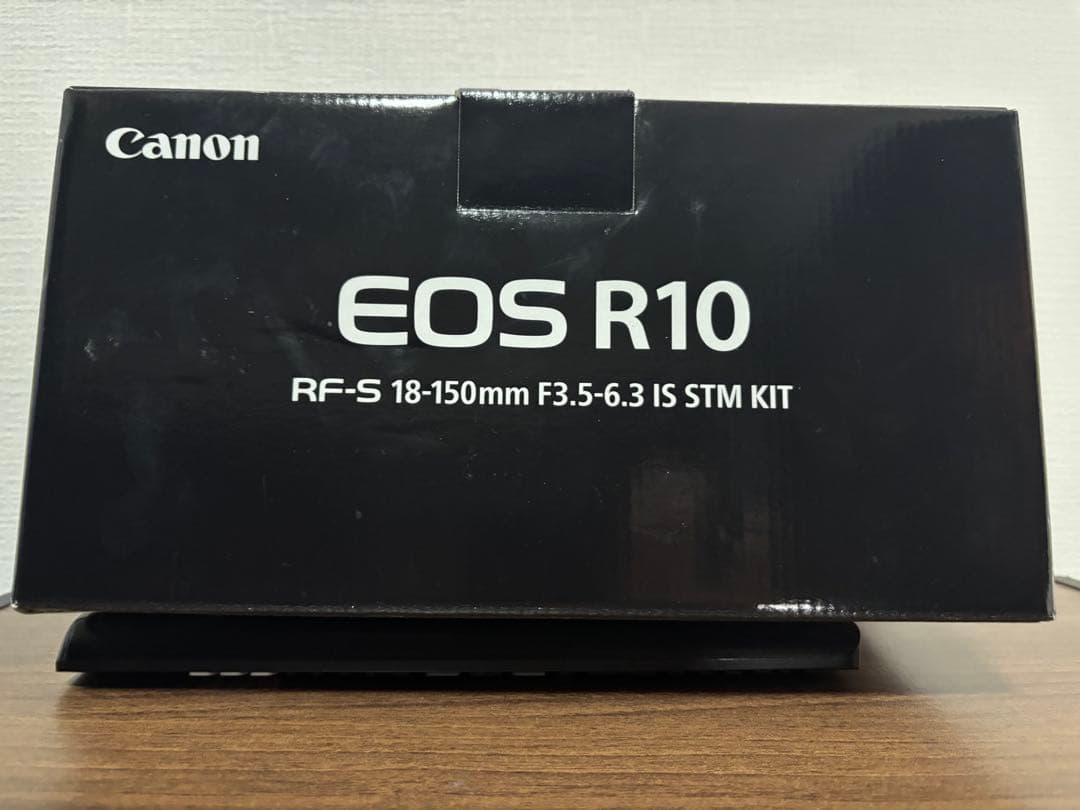 Canon
EOS R10
RF-S 18-150mm F3.5-6.3 IS STM KIT